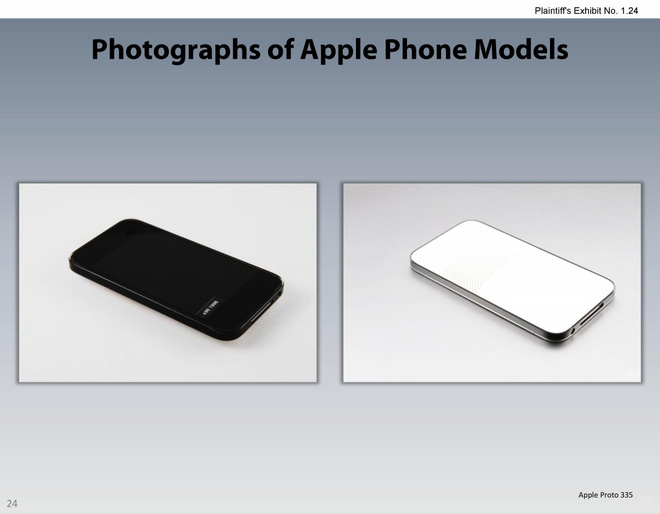 Plaintiff's Exhibit No. 1.24
Photographs of Apple Phone Models
Apple Proto 335
24